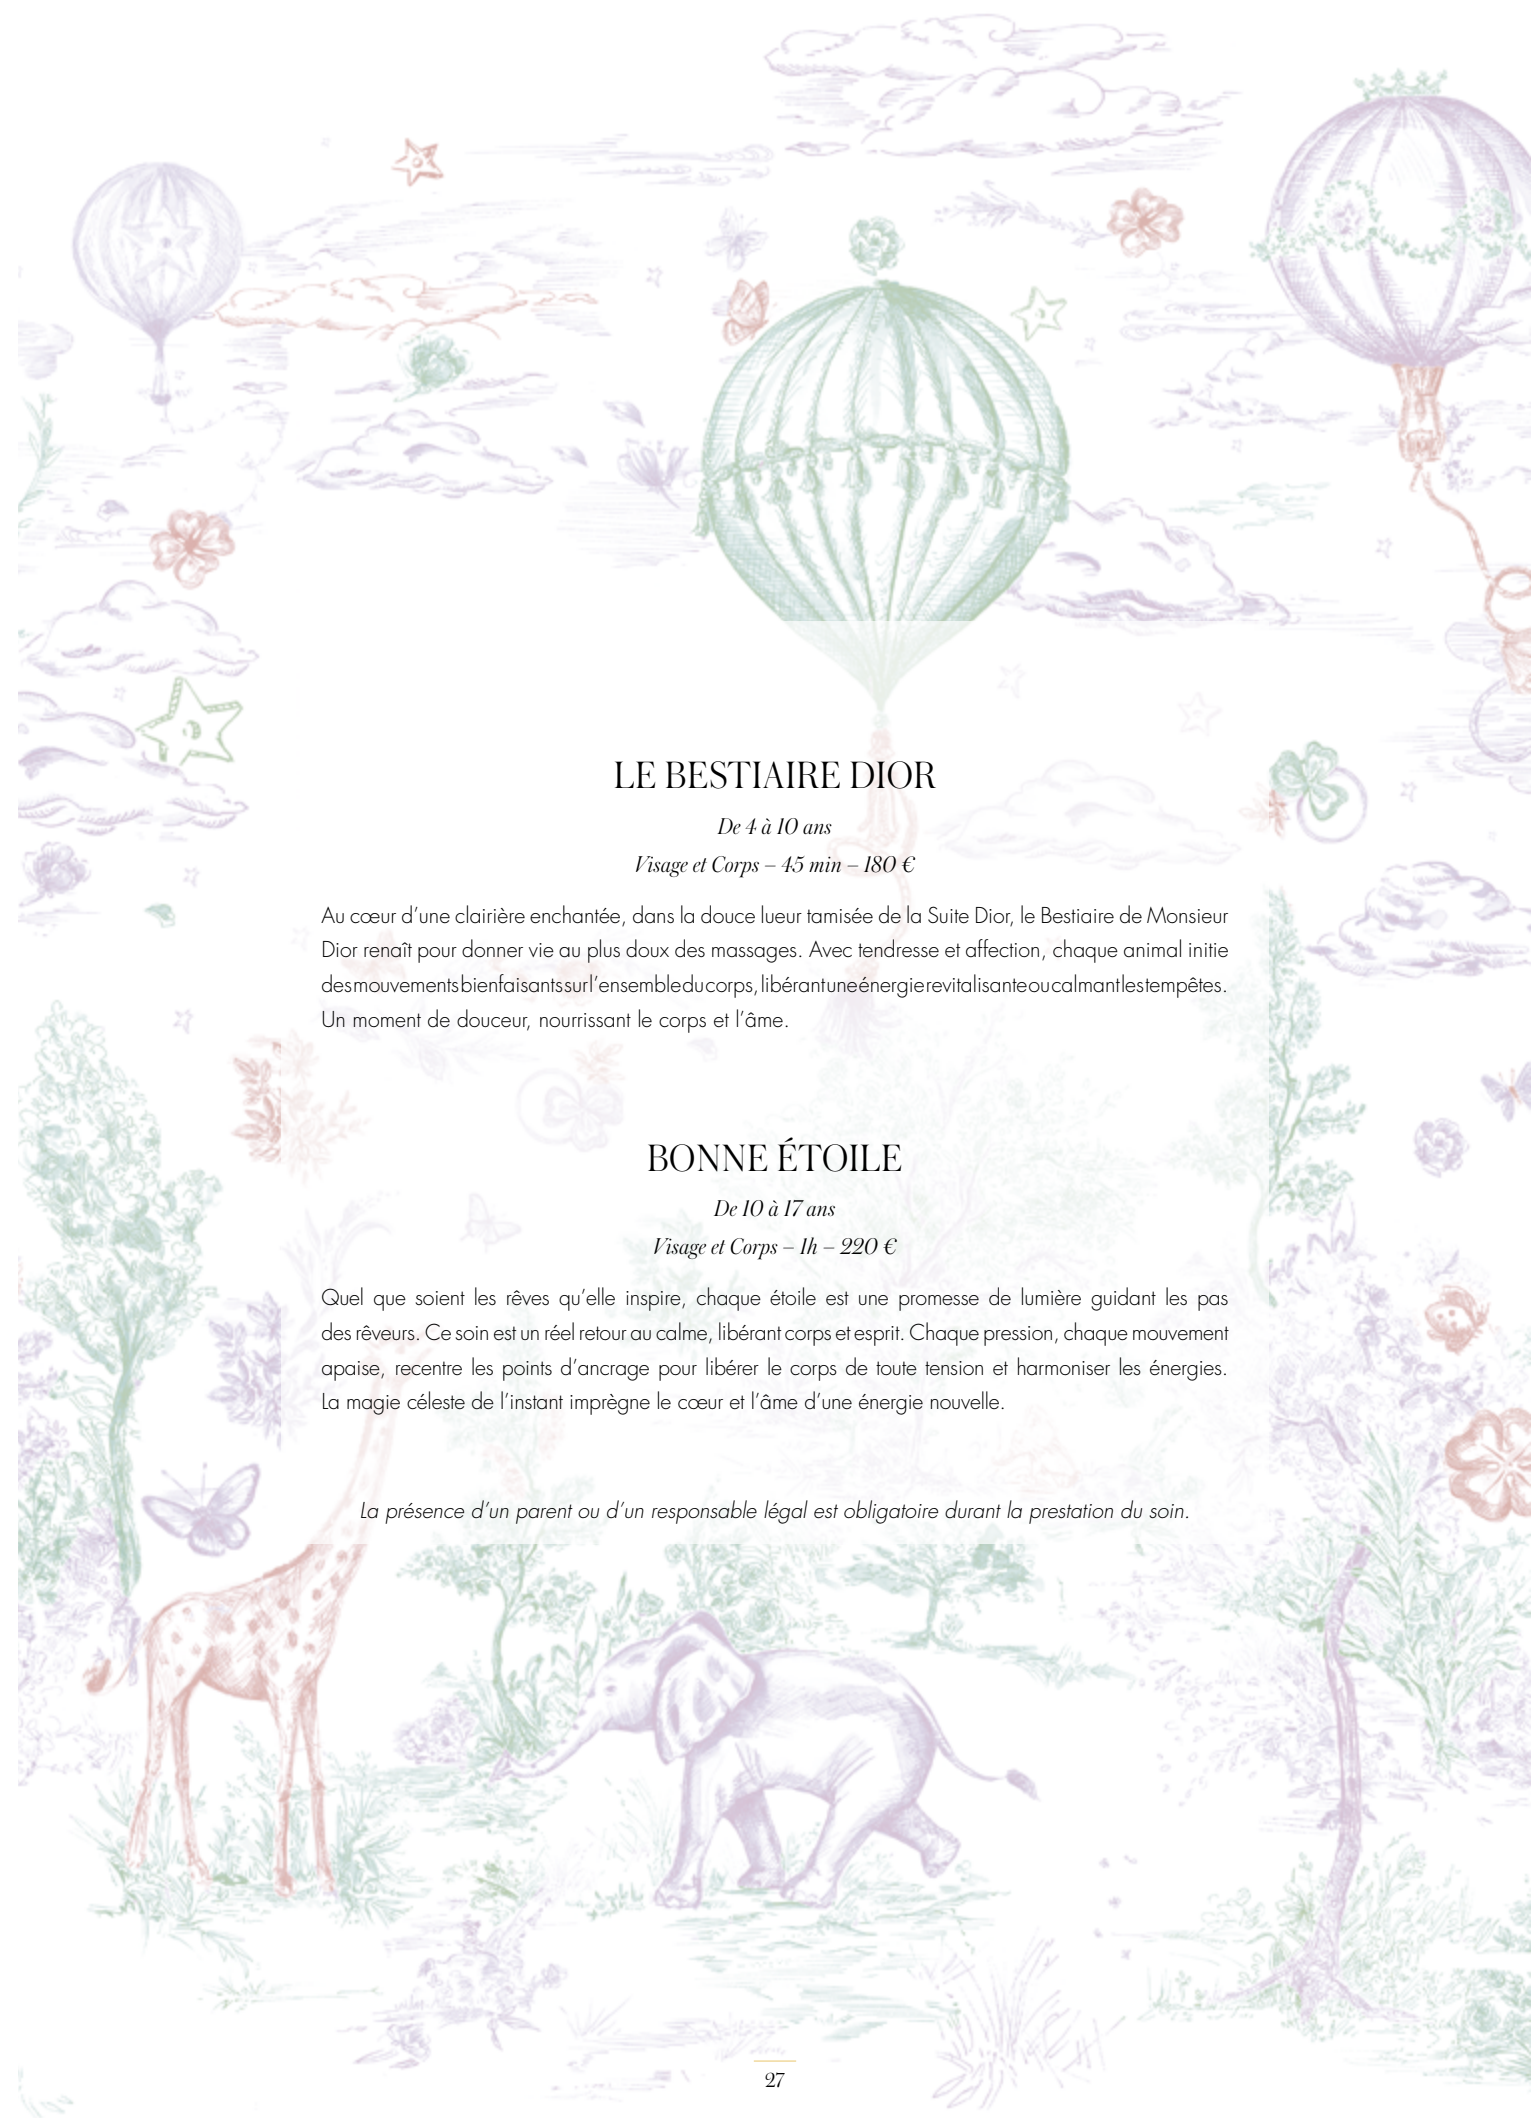 LE BESTIAIRE DIOR
De 4 à 10 ans
Visage et Corps – 45 min – 180 €
Au cœur d’une clairière enchantée, dans la douce lueur tamisée de la Suite Dior, le Bestiaire de Monsieur
Dior renaît pour donner vie au plus doux des massages. Avec tendresse et affection, chaque animal initie
des mouvements bienfaisants sur l’ensemble du corps, libérant une énergie revitalisante ou calmant les tempêtes.
Un moment de douceur, nourrissant le corps et l’âme.
BONNE ÉTOILE
De 10 à 17 ans
Visage et Corps – 1h – 220 €
Quel que soient les rêves qu’elle inspire, chaque étoile est une promesse de lumière guidant les pas
des rêveurs. Ce soin est un réel retour au calme, libérant corps et esprit. Chaque pression, chaque mouvement
apaise, recentre les points d’ancrage pour libérer le corps de toute tension et harmoniser les énergies.
La magie céleste de l’instant imprègne le cœur et l’âme d’une énergie nouvelle.
La présence d’un parent ou d’un responsable légal est obligatoire durant la prestation du soin.
27